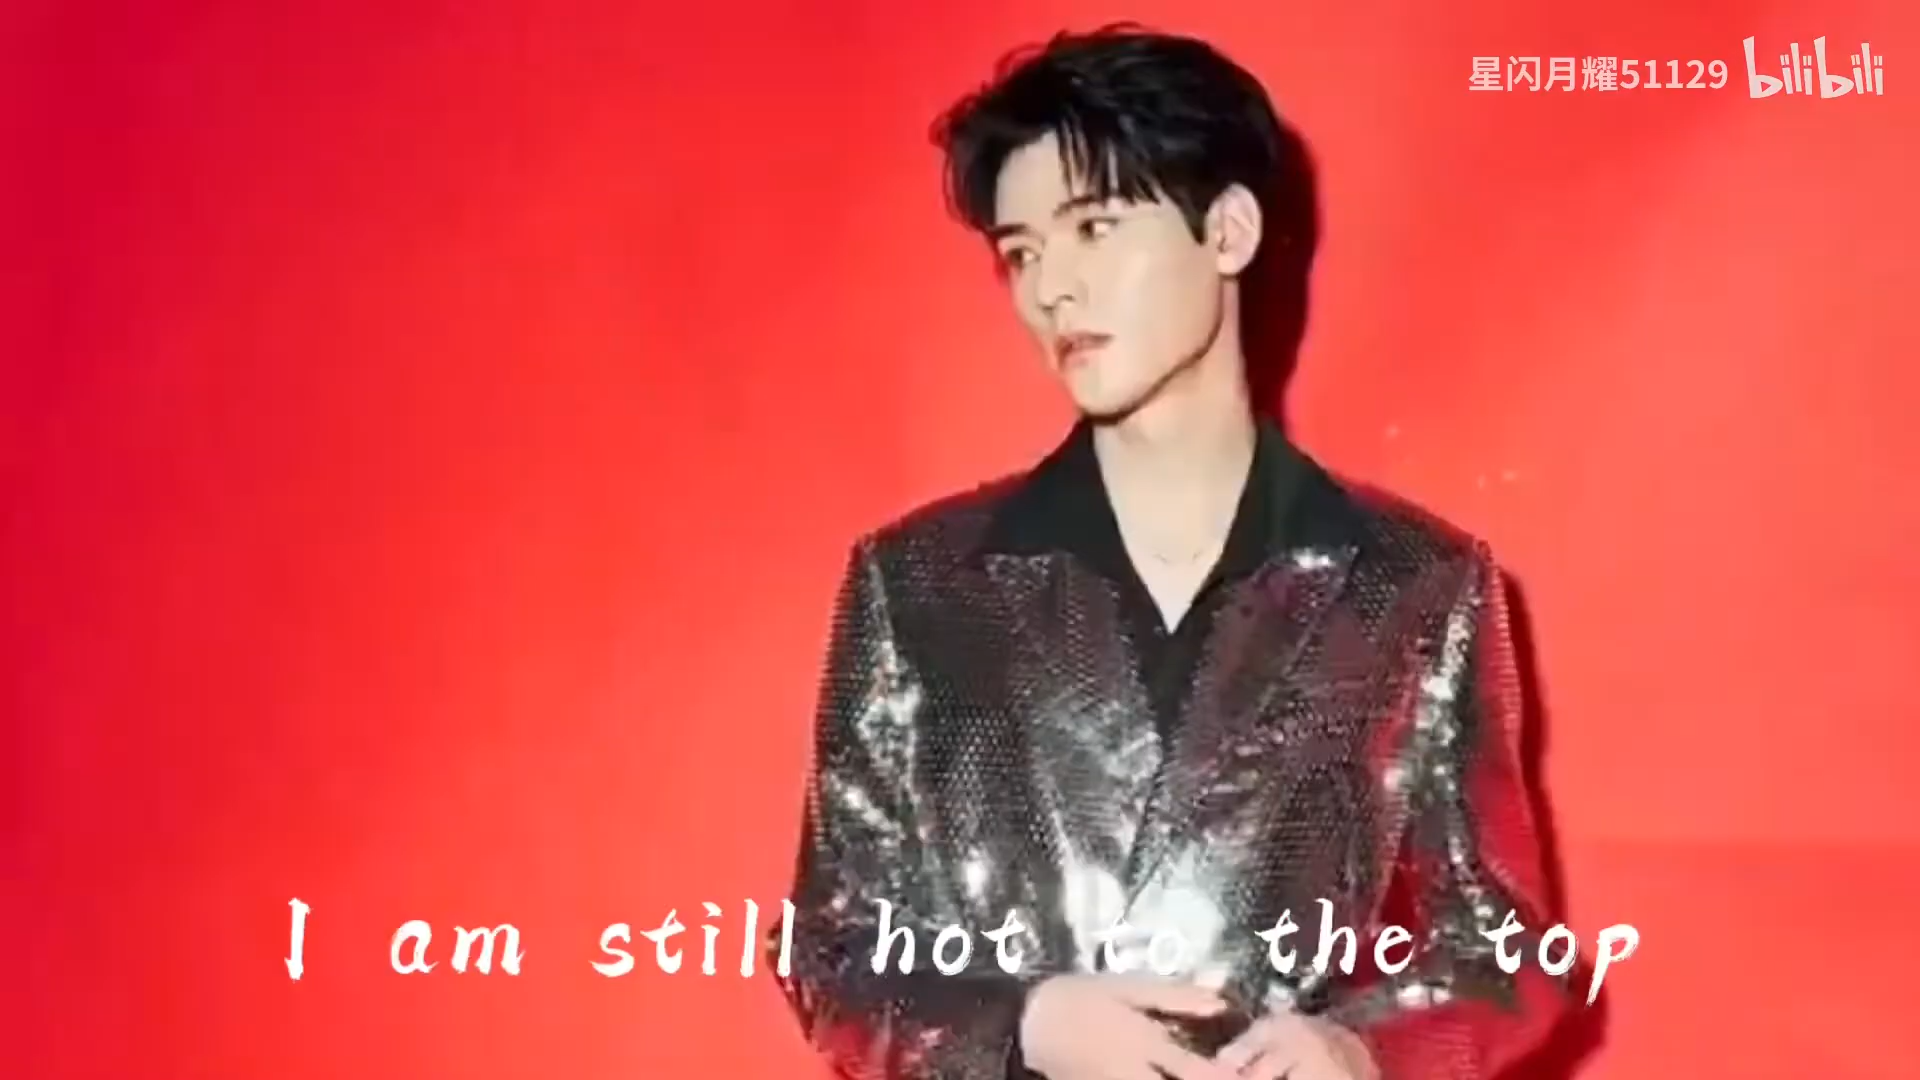 星闪月耀51129 bilibili
I am still hot to the top